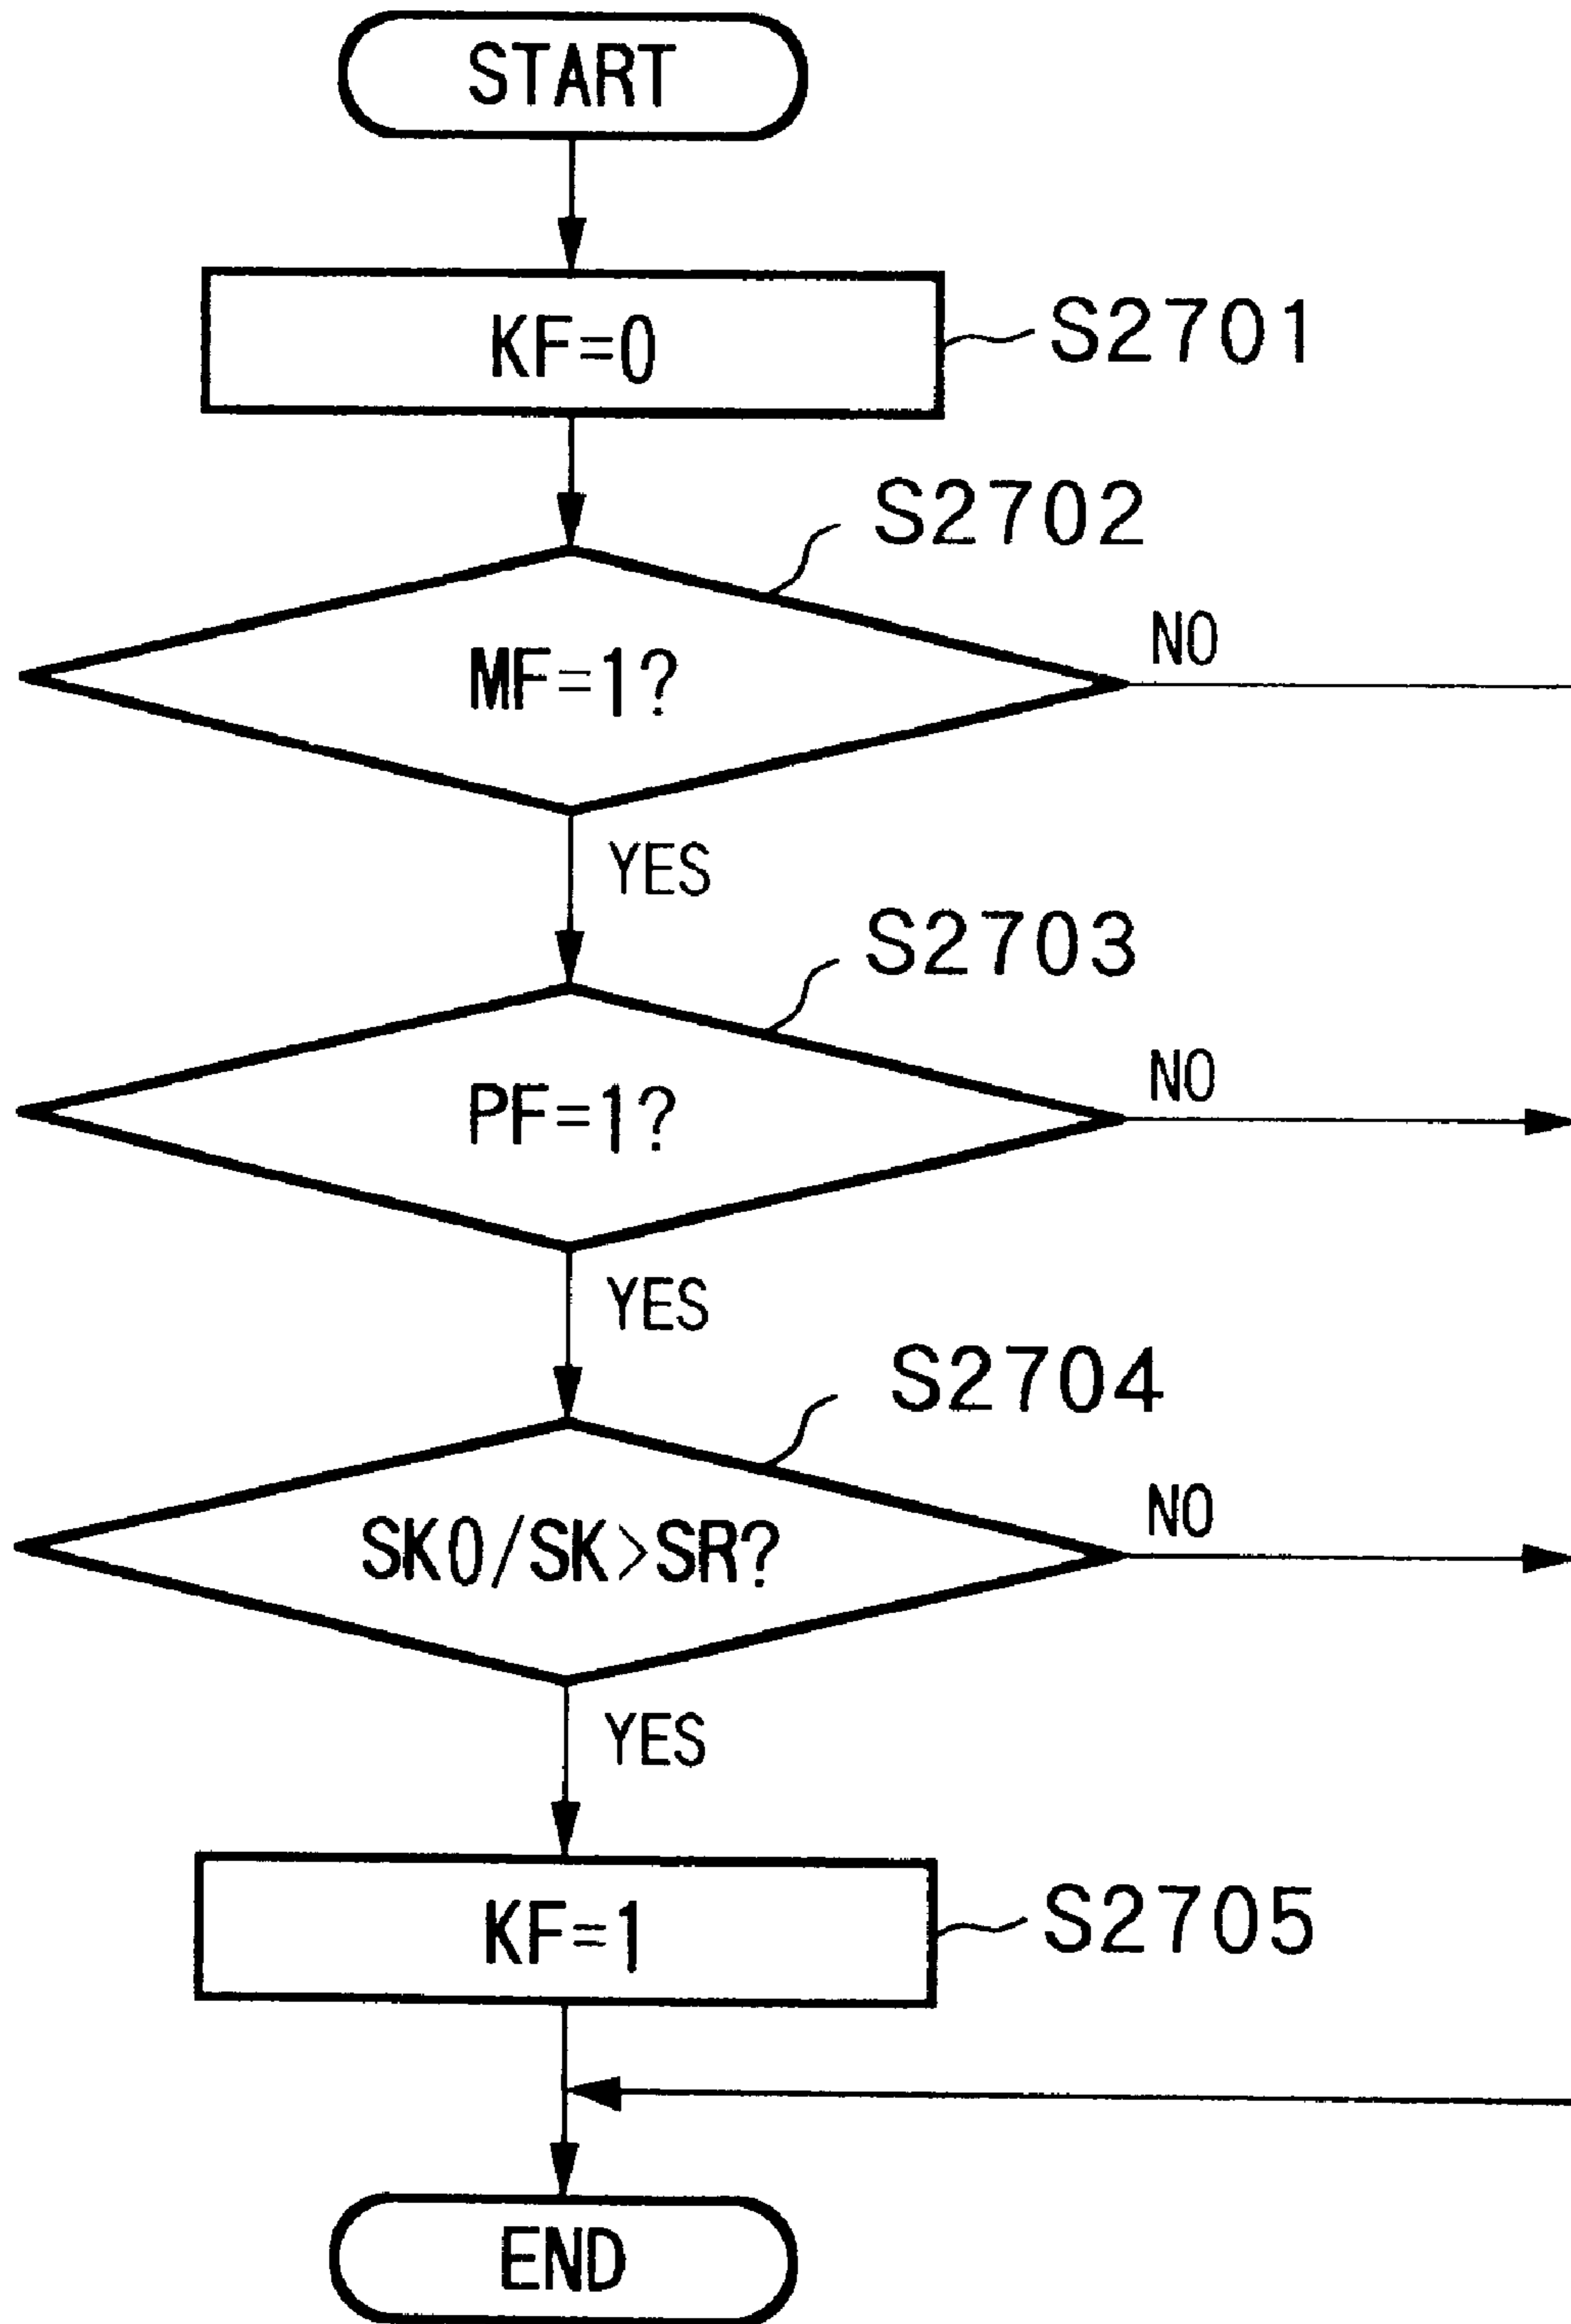 START
KF=0
S2701
S2702
MF=1?
NO
YES
S2703
PF=1?
NO
YES
S2704
SK0/SK>SR?
NO
YES
KF=1
S2705
END